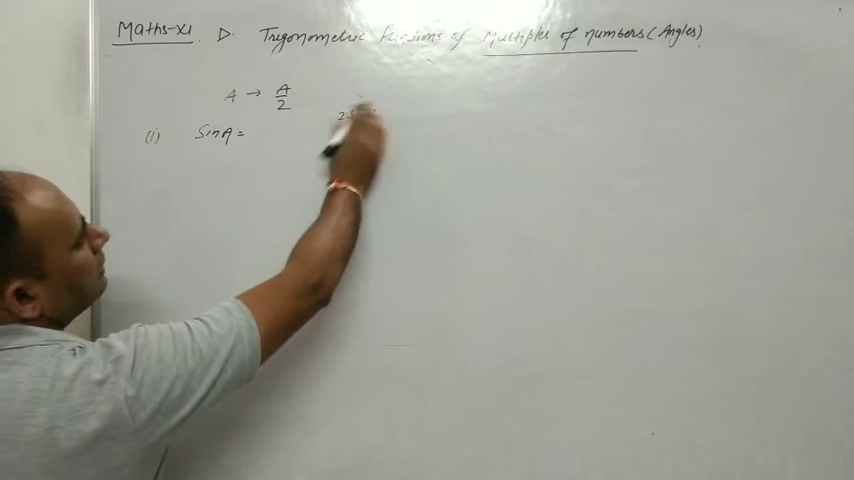 Maths-XI D. Trigonometric functions of Multiples of numbers (Angles)
A → A/2
(i) SinA =